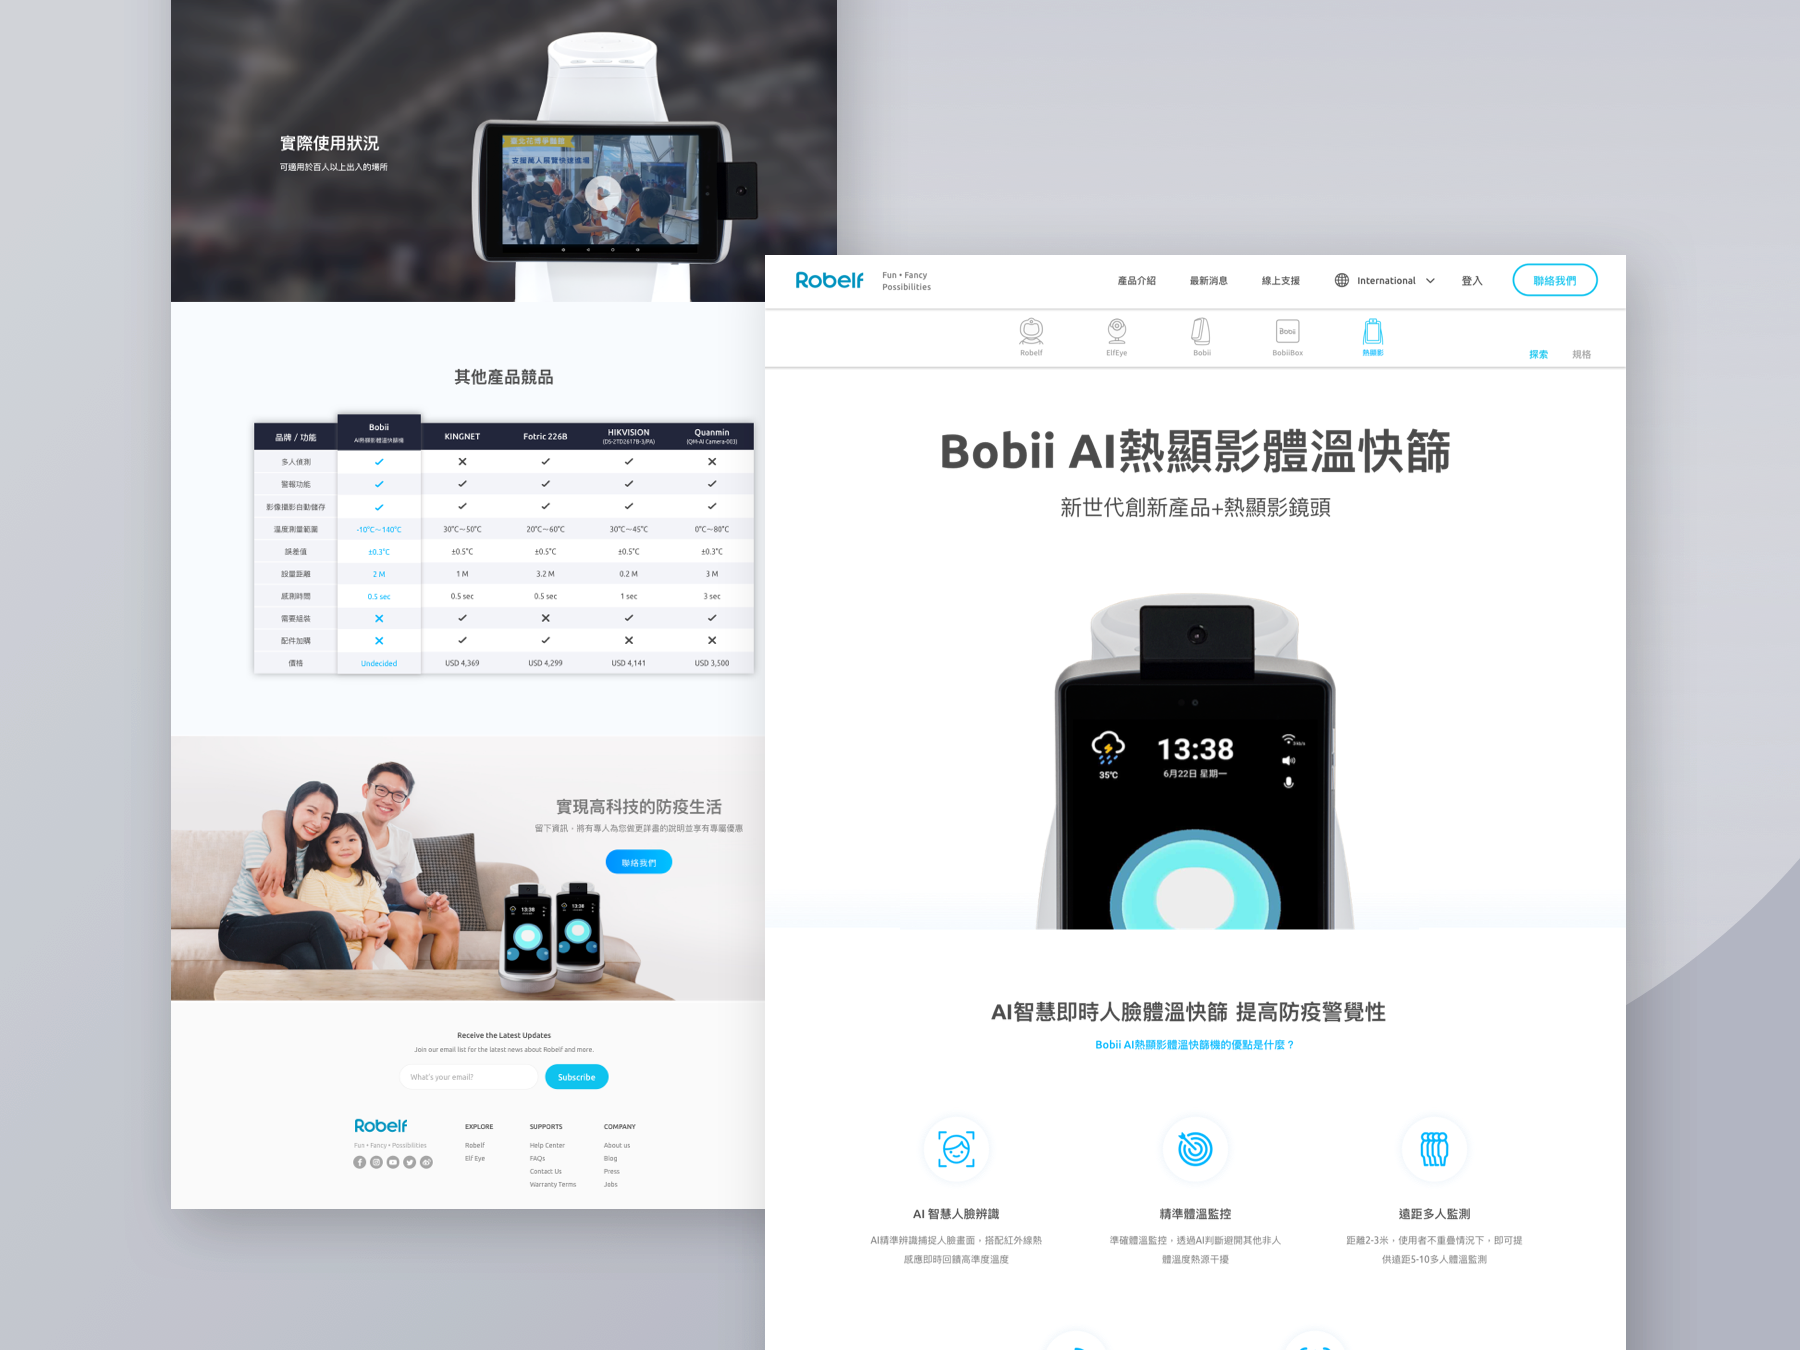 實際使用狀況
可適用於百人以上出入的場所
支援萬人展覽快速進場
其他產品競品
品牌 / 功能
Bobii
AI熱顯影體溫快篩機
KINGNET
Fotric 226B
HIKVISION
(DS-2TD2617B-3/PA)
Quanmin
(QM-AI Camera-003)
多人偵測
警報功能
影像攝影自動儲存
溫度測量範圍 -10°C～140°C 30°C～50°C 20°C～60°C 30°C～45°C 0°C～80°C
誤差值 ±0.3°C ±0.5°C ±0.5°C ±0.5°C ±0.3°C
設量距離 2 M 1 M 3.2 M 0.2 M 3 M
感測時間 0.5 sec 0.5 sec 0.5 sec 1 sec 3 sec
需要組裝
配件加購
價格 Undecided USD 4,369 USD 4,299 USD 4,141 USD 3,500
實現高科技的防疫生活
留下資訊，將有專人為您做更詳盡的說明並享有專屬優惠
聯絡我們
13:38
13:38
Receive the Latest Updates
Join our email list for the latest news about Robelf and more.
What's your email?
Subscribe
Robelf
Fun • Fancy • Possibilities
EXPLORE
Robelf
Elf Eye
SUPPORTS
Help Center
FAQs
Contact Us
Warranty Terms
COMPANY
About us
Blog
Press
Jobs
Robelf
Fun • Fancy
Possibilities
產品介紹
最新消息
線上支援
International
登入
聯絡我們
Robelf
ElfEye
Bobii
Bobii
BobiiBox
熱顯影
探索
規格
Bobii AI熱顯影體溫快篩
新世代創新產品+熱顯影鏡頭
35°C
13:38
6月22日 星期一
AI智慧即時人臉體溫快篩 提高防疫警覺性
Bobii AI熱顯影體溫快篩機的優點是什麼？
AI 智慧人臉辨識
AI精準辨識捕捉人臉畫面，搭配紅外線熱
感應即時回饋高準度溫度
精準體溫監控
準確體溫監控，透過AI判斷避開其他非人
體溫度熱源干擾
遠距多人監測
距離2-3米，使用者不重疊情況下，即可提
供遠距5-10多人體溫監測